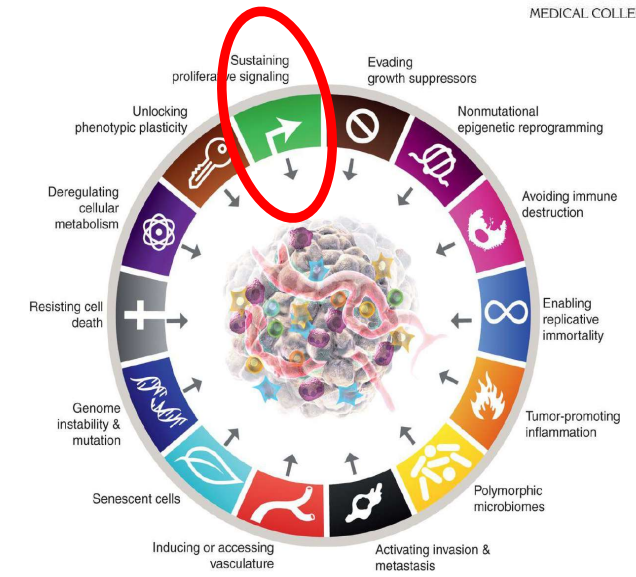 MEDICAL COLLE
Sustaining
proliferative signaling
Evading
growth suppressors
Nonmutational
epigenetic reprogramming
Avoiding immune
destruction
Enabling
replicative
immortality
Tumor-promoting
inflammation
Polymorphic
microbiomes
Activating invasion &
metastasis
Inducing or accessing
vasculature
Senescent cells
Genome
instability &
mutation
Resisting cell
death
Deregulating
cellular
metabolism
Unlocking
phenotypic plasticity